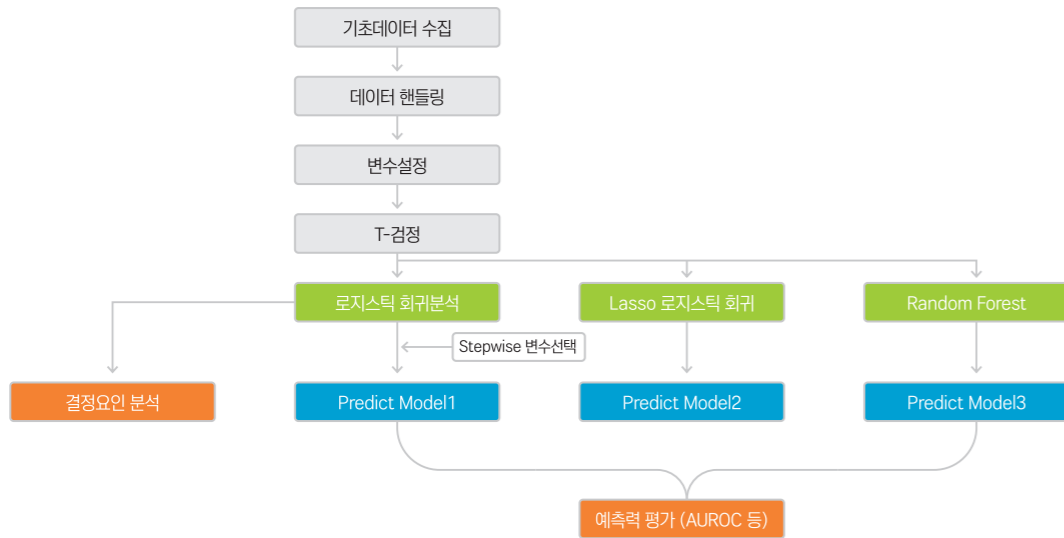 기초데이터 수집
데이터 핸들링
변수설정
T-검정
로지스틱 회귀분석
Lasso 로지스틱 회귀
Random Forest
Stepwise 변수선택
결정요인 분석
Predict Model1
Predict Model2
Predict Model3
예측력 평가 (AUROC 등)